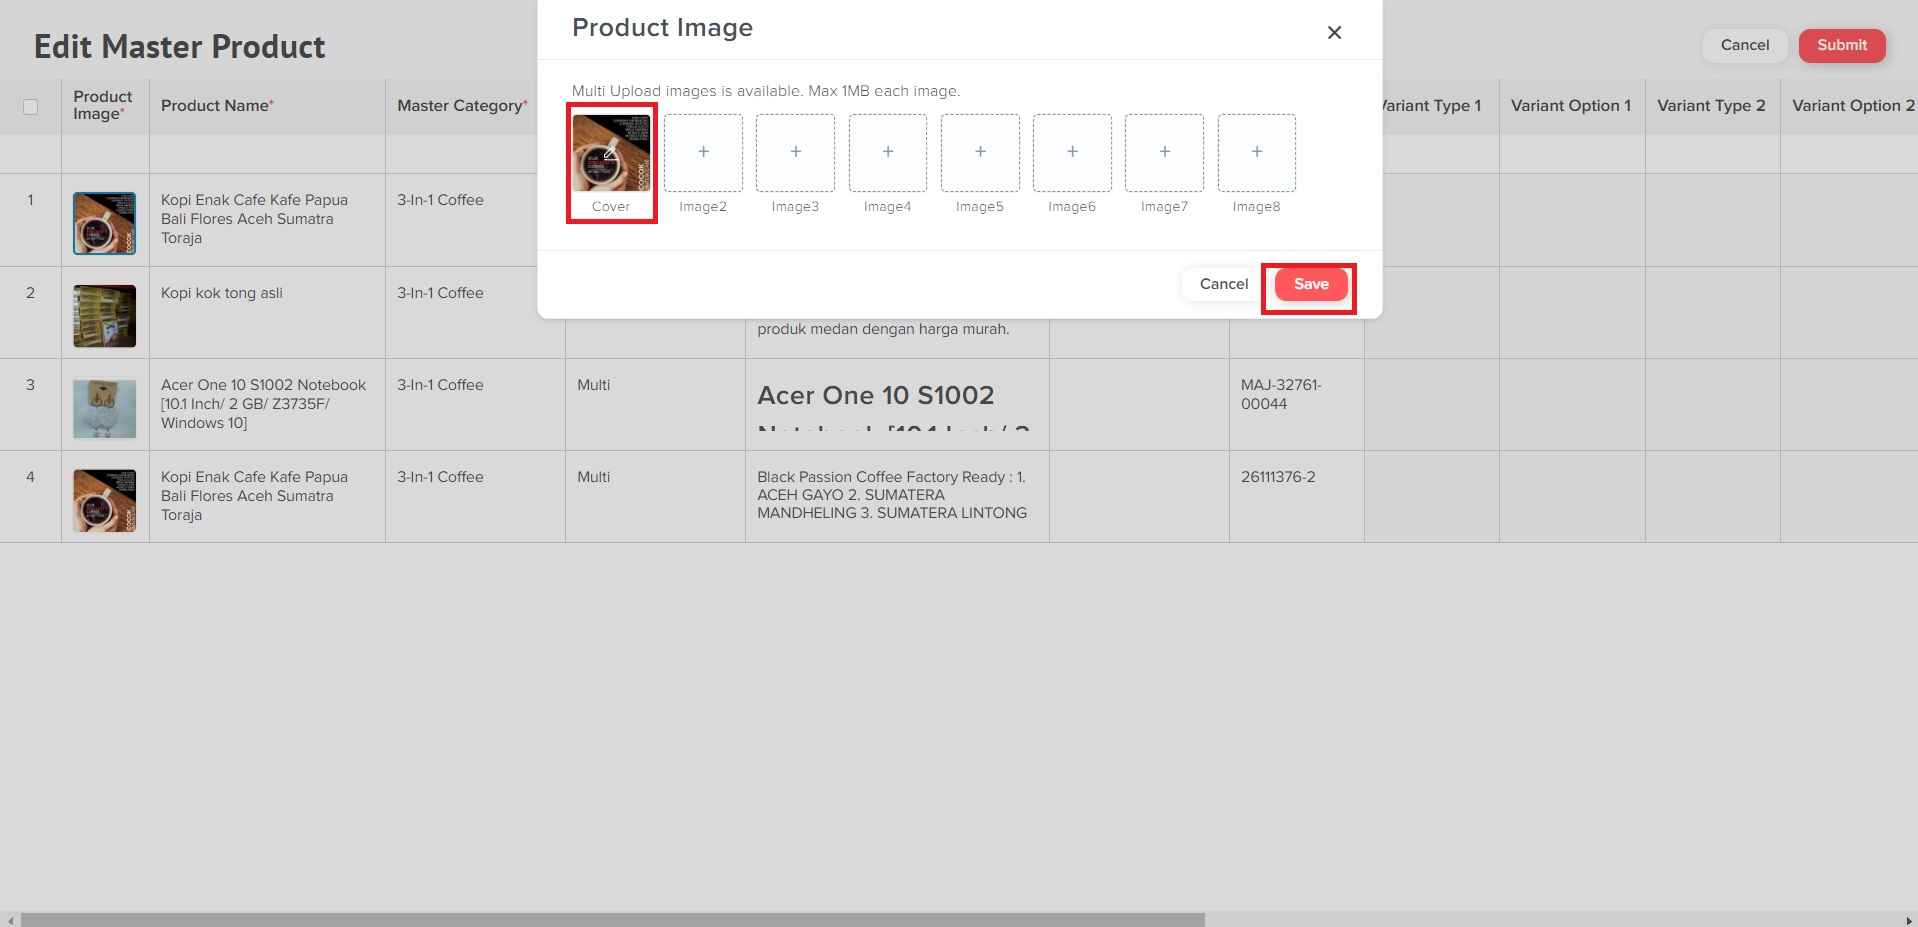 Product Image
Edit Master Product
Cancel
Submit
Multi Upload images is available. Max 1MB each image.
Product Image*
Product Name*
Master Category*
Variant Type 1
Variant Option 1
Variant Type 2
Variant Option 2
Cover
Image2
Image3
Image4
Image5
Image6
Image7
Image8
Cancel
Save
1
Kopi Enak Cafe Kafe Papua
Bali Flores Aceh Sumatra
Toraja
3-In-1 Coffee
2
Kopi kok tong asli
3-In-1 Coffee
produk medan dengan harga murah.
3
Acer One 10 S1002 Notebook
[10.1 Inch/ 2 GB/ Z3735F/
Windows 10]
3-In-1 Coffee
Multi
Acer One 10 S1002
Notebook [10.1 Inch/ 2
MAJ-32761-
00044
4
Kopi Enak Cafe Kafe Papua
Bali Flores Aceh Sumatra
Toraja
3-In-1 Coffee
Multi
Black Passion Coffee Factory Ready : 1.
ACEH GAYO 2. SUMATERA
MANDHELING 3. SUMATERA LINTONG
26111376-2